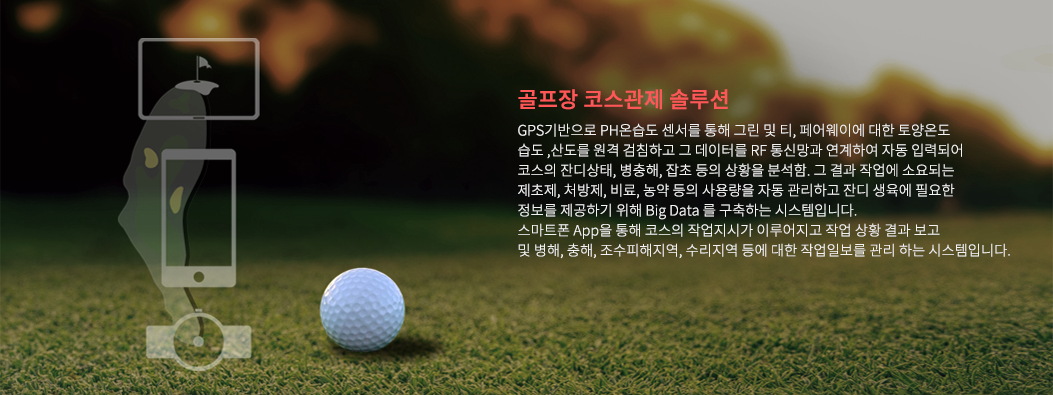 골프장 코스관제 솔루션
GPS기반으로 PH온습도 센서를 통해 그린 및 티, 페어웨이에 대한 토양온도
습도 ,산도를 원격 검침하고 그 데이터를 RF 통신망과 연계하여 자동 입력되어
코스의 잔디상태, 병충해, 잡초 등의 상황을 분석함. 그 결과 작업에 소요되는
제초제, 처방제, 비료, 농약 등의 사용량을 자동 관리하고 잔디 생육에 필요한
정보를 제공하기 위해 Big Data 를 구축하는 시스템입니다.
스마트폰 App을 통해 코스의 작업지시가 이루어지고 작업 상황 결과 보고
및 병해, 충해, 조수피해지역, 수리지역 등에 대한 작업일보를 관리 하는 시스템입니다.